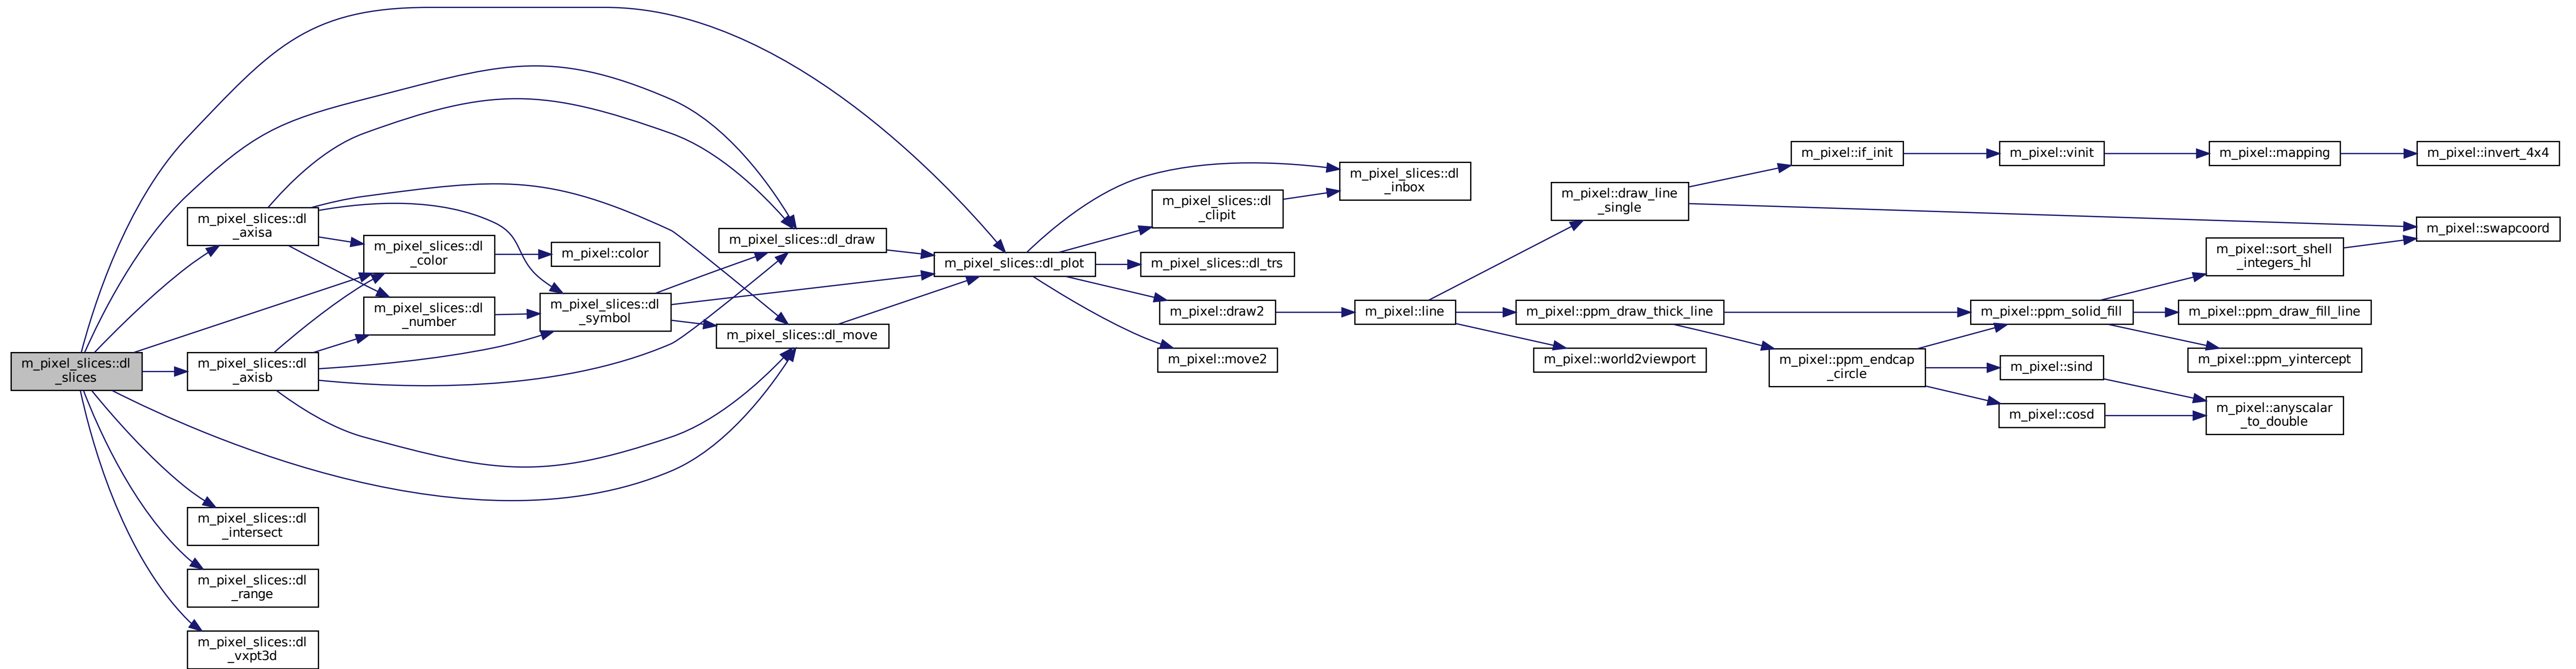 m_pixel_slices::dl
_slices
m_pixel_slices::dl
_axisa
m_pixel_slices::dl
_axisb
m_pixel_slices::dl
_intersect
m_pixel_slices::dl
_range
m_pixel_slices::dl
_vxpt3d
m_pixel_slices::dl
_color
m_pixel_slices::dl
_number
m_pixel::color
m_pixel_slices::dl
_symbol
m_pixel_slices::dl_draw
m_pixel_slices::dl_move
m_pixel_slices::dl_plot
m_pixel_slices::dl
_inbox
m_pixel_slices::dl
_clipit
m_pixel_slices::dl_trs
m_pixel::draw2
m_pixel::move2
m_pixel::line
m_pixel::draw_line
_single
m_pixel::ppm_draw_thick_line
m_pixel::world2viewport
m_pixel::if_init
m_pixel::vinit
m_pixel::mapping
m_pixel::invert_4x4
m_pixel::swapcoord
m_pixel::sort_shell
_integers_hl
m_pixel::ppm_solid_fill
m_pixel::ppm_draw_fill_line
m_pixel::ppm_yintercept
m_pixel::ppm_endcap
_circle
m_pixel::sind
m_pixel::cosd
m_pixel::anyscalar
_to_double